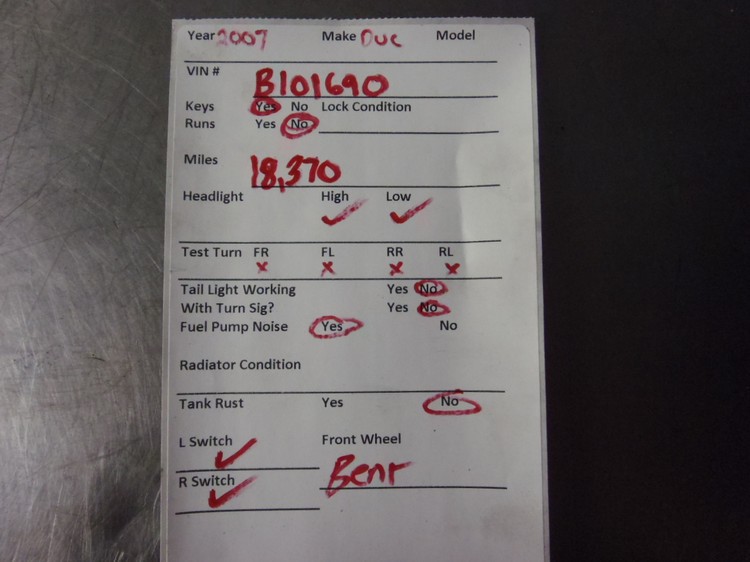 Year 2007 Make Duc Model
VIN #
B101690
Keys Yes No Lock Condition
Runs Yes No
Miles 18,370
Headlight High Low
✓ ✓
Test Turn FR FL RR RL
x x x x
Tail Light Working Yes No
With Turn Sig? Yes No
Fuel Pump Noise Yes No
Radiator Condition
Tank Rust Yes No
L Switch ✓ Front Wheel
R Switch ✓ Bent